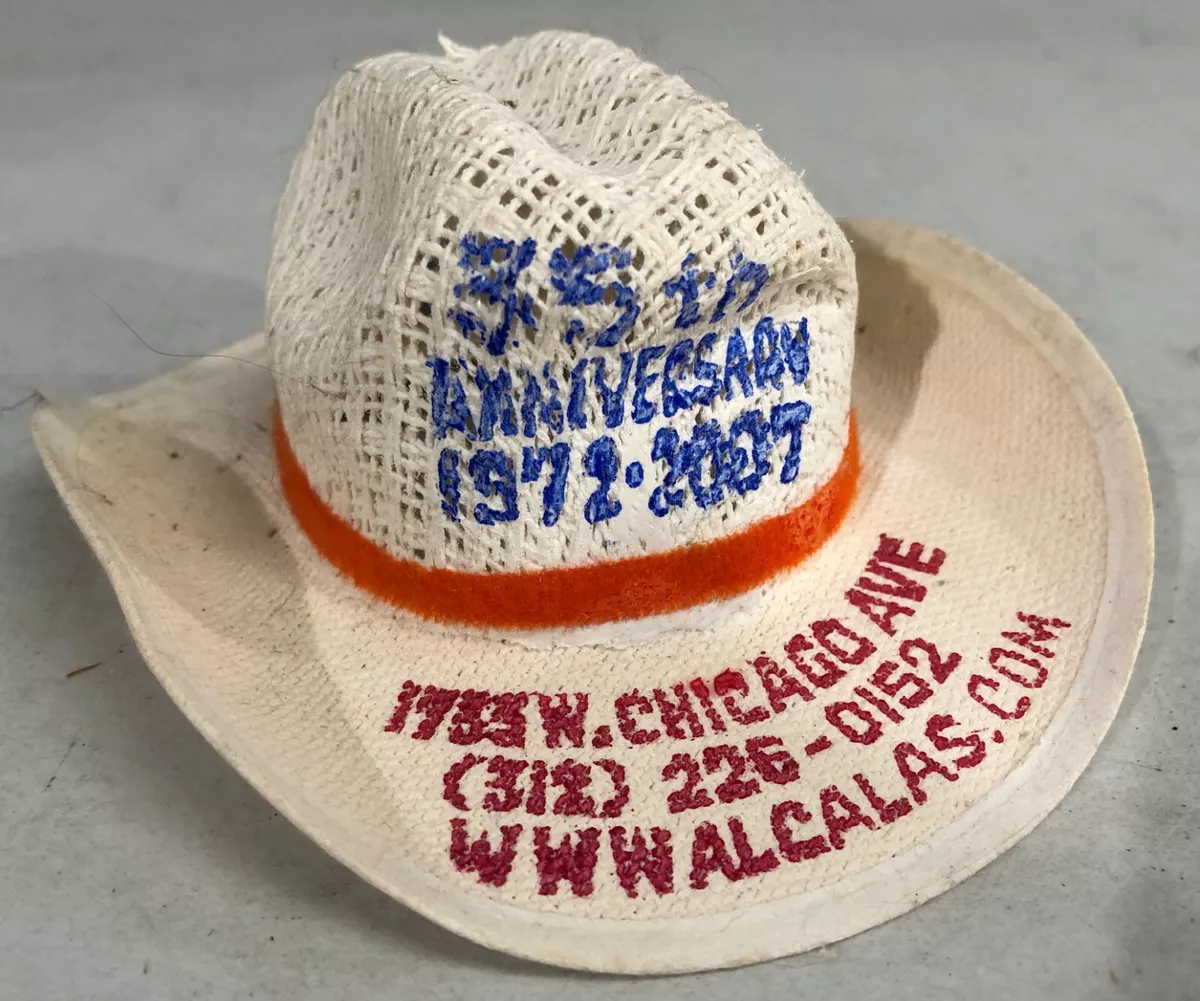 35th
ANNIVERSARY
1972·2007
1733 W. CHICAGO AVE
(312) 226-0152
WWW ALCALAS.COM